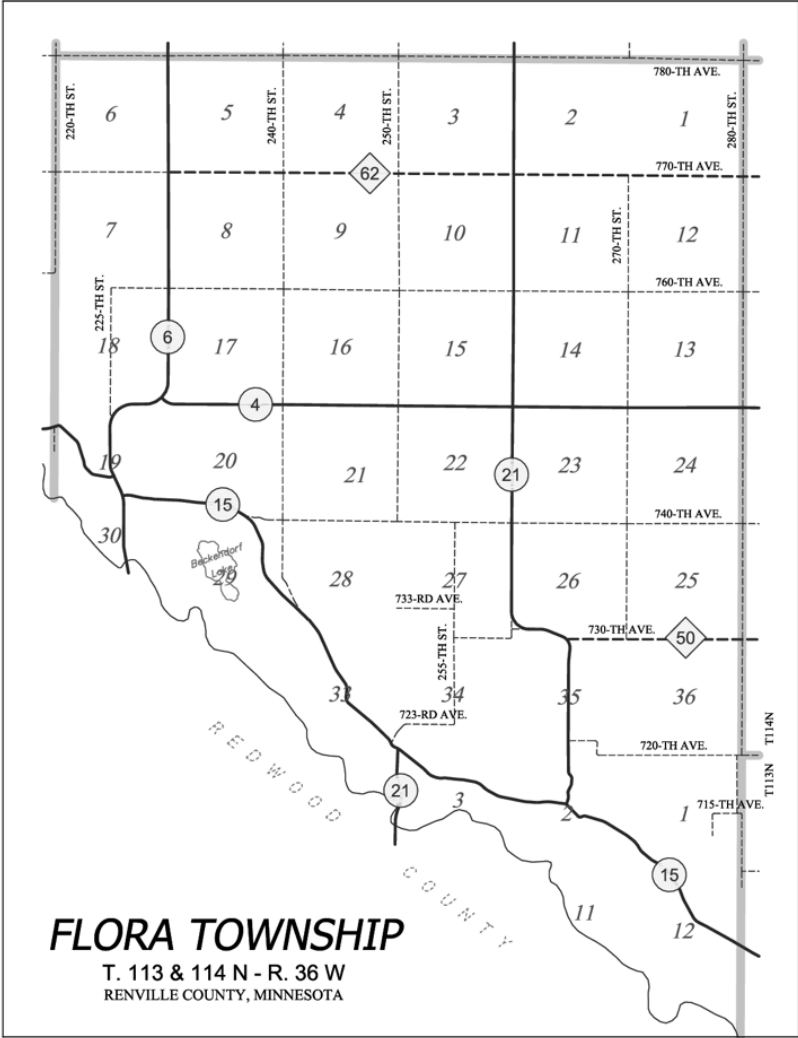 780-TH AVE.
220-TH ST.
6
5
240-TH ST.
4
250-TH ST.
3
2
1
280-TH ST.
770-TH AVE.
62
7
8
9
10
11
270-TH ST.
12
760-TH AVE.
225-TH ST.
18
6
17
16
15
14
13
4
19
20
21
22
21
23
24
15
740-TH AVE.
30
Beckendorf
Lake
29
28
27
26
25
733-RD AVE.
255-TH ST.
730-TH AVE.
50
33
34
35
36
723-RD AVE.
720-TH AVE.
T114N
T113N
REDWOOD
COUNTY
21
3
2
1
715-TH AVE.
15
11
12
FLORA TOWNSHIP
T. 113 & 114 N - R. 36 W
RENVILLE COUNTY, MINNESOTA